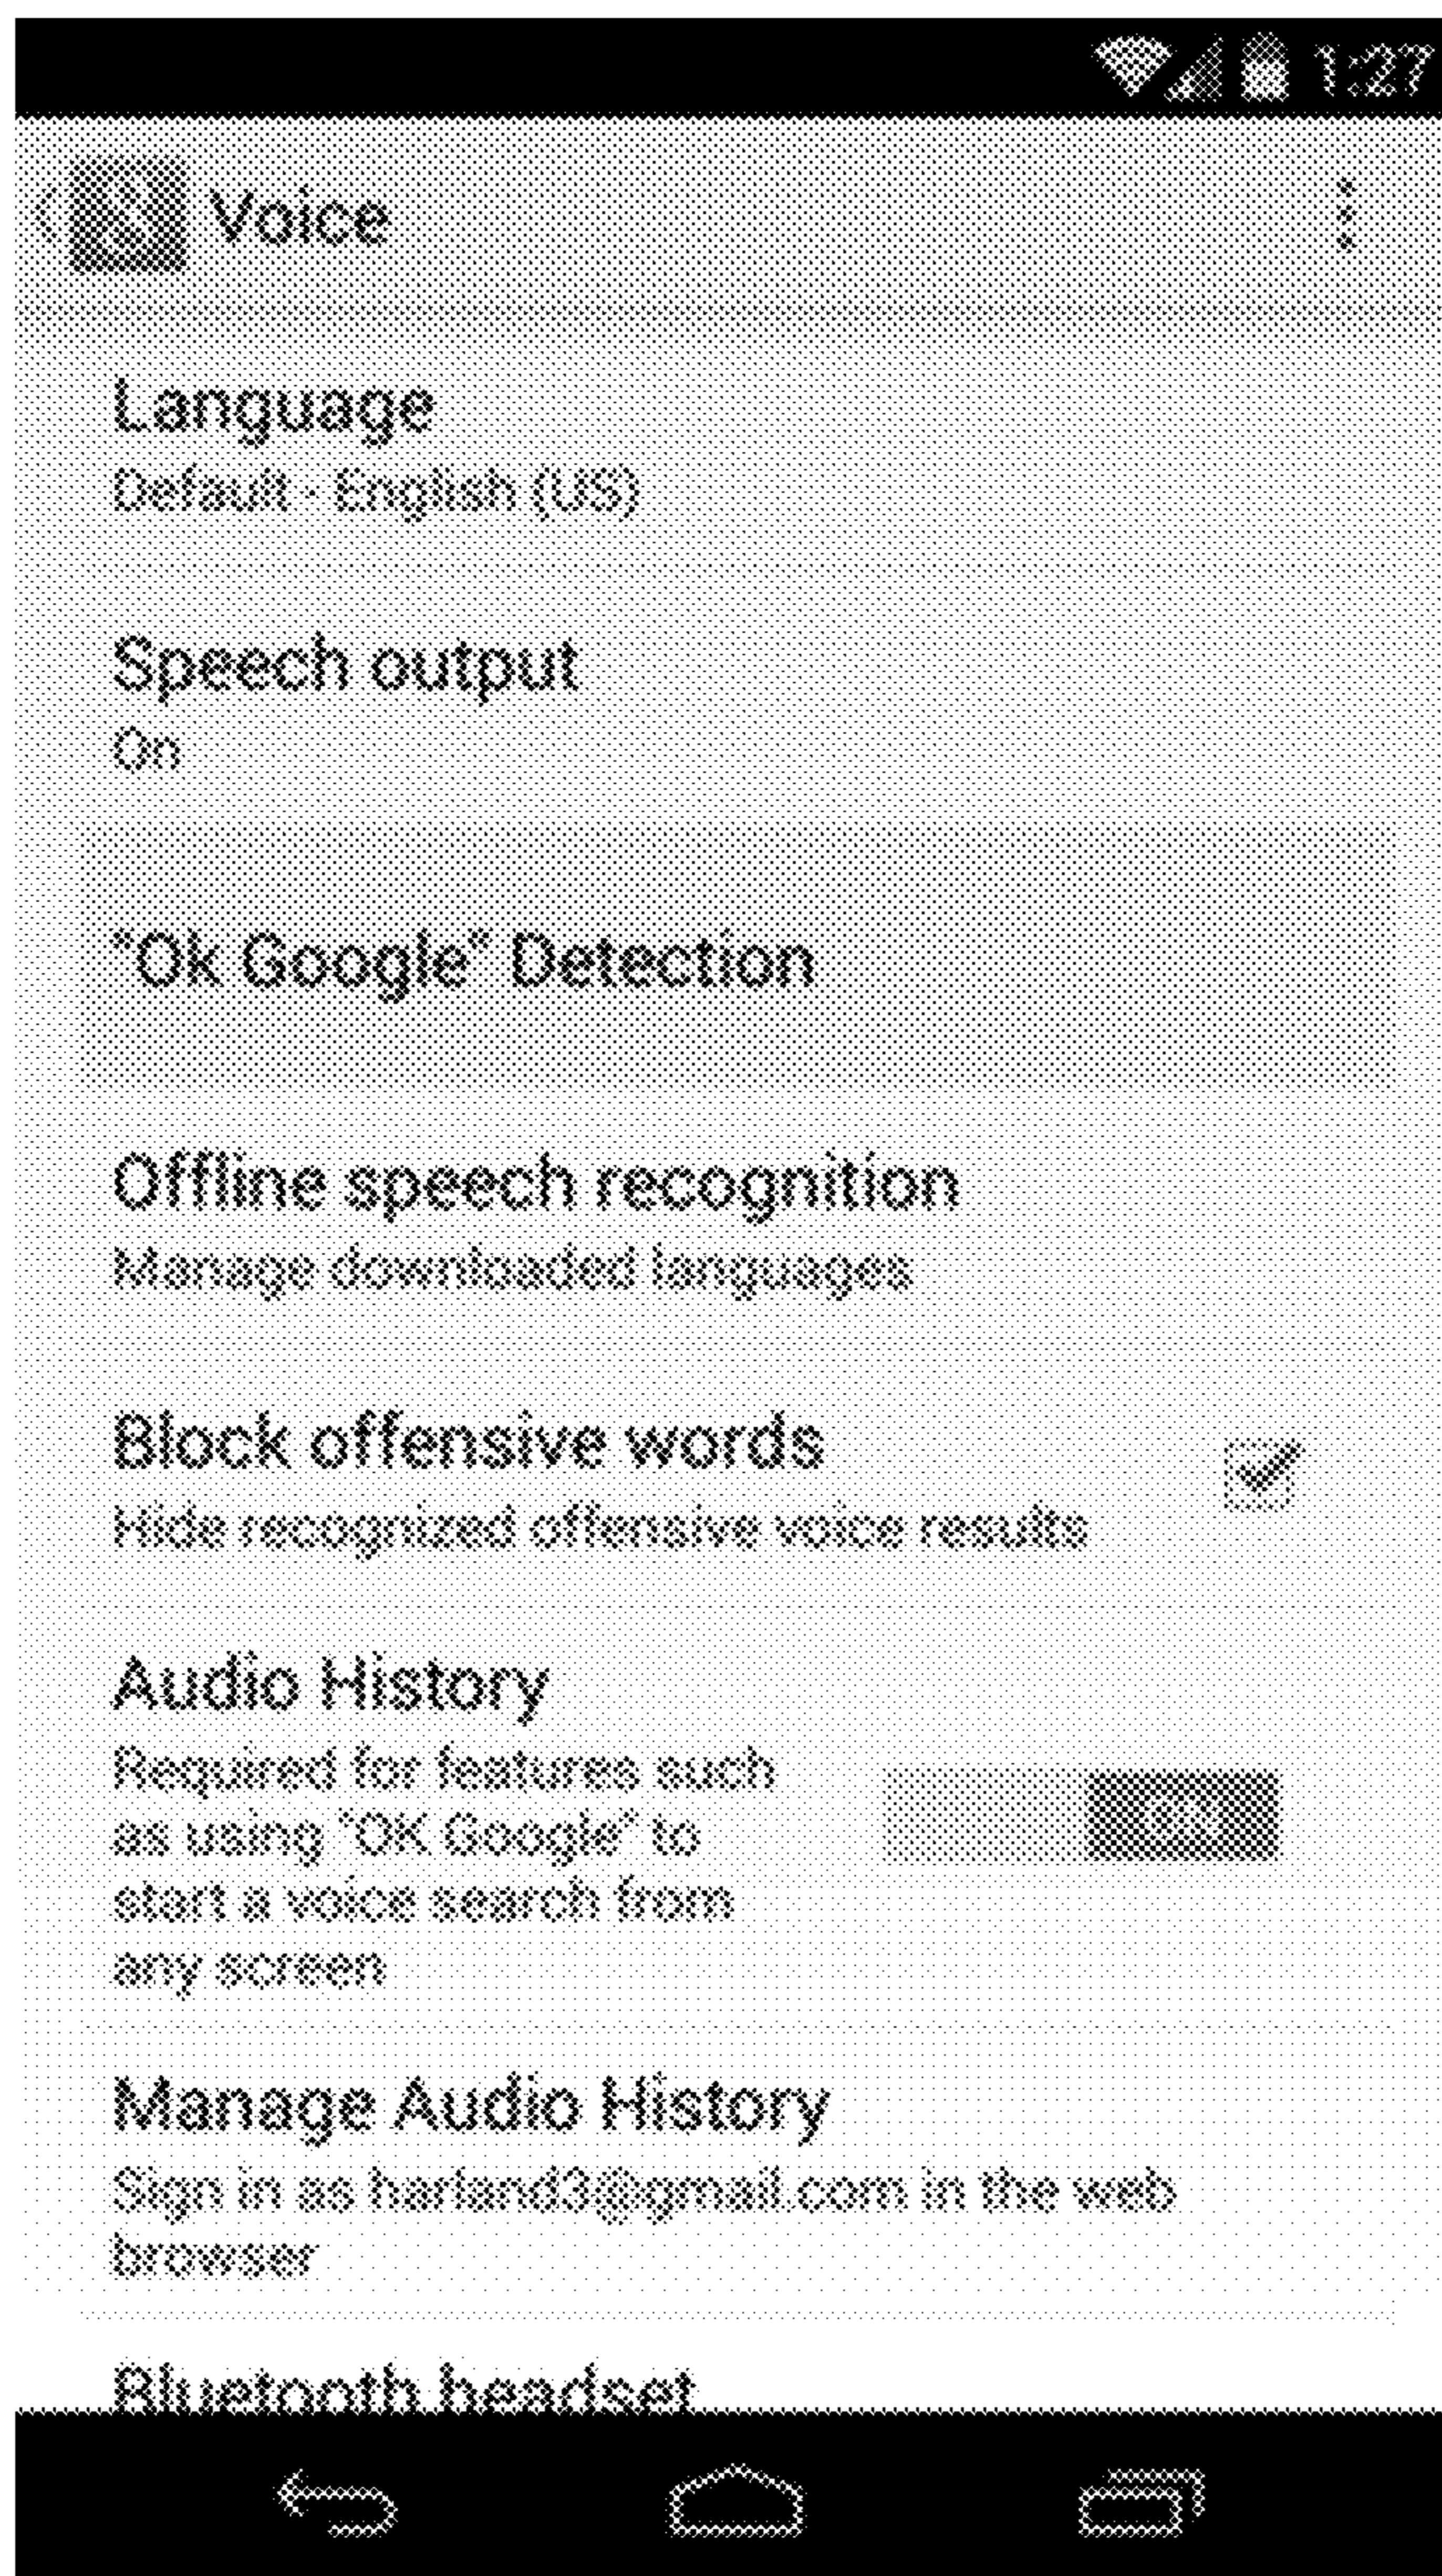 1:27
Voice
Language
Default - English (US)
Speech output
On
"Ok Google" Detection
Offline speech recognition
Manage downloaded languages
Block offensive words
Hide recognized offensive voice results
Audio History
Required for features such
as using "OK Google" to
start a voice search from
any screen
Manage Audio History
Sign in as harland3@gmail.com in the web
browser
Bluetooth headset